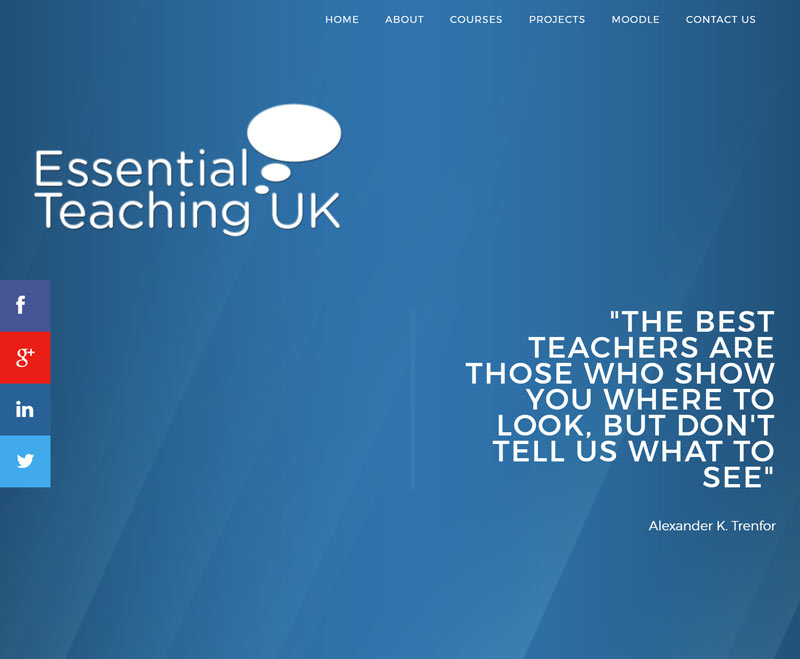 HOME ABOUT COURSES PROJECTS MOODLE CONTACT US
Essential
Teaching UK
f
g+
in
"THE BEST
TEACHERS ARE
THOSE WHO SHOW
YOU WHERE TO
LOOK, BUT DON'T
TELL US WHAT TO
SEE"
Alexander K. Trenfor